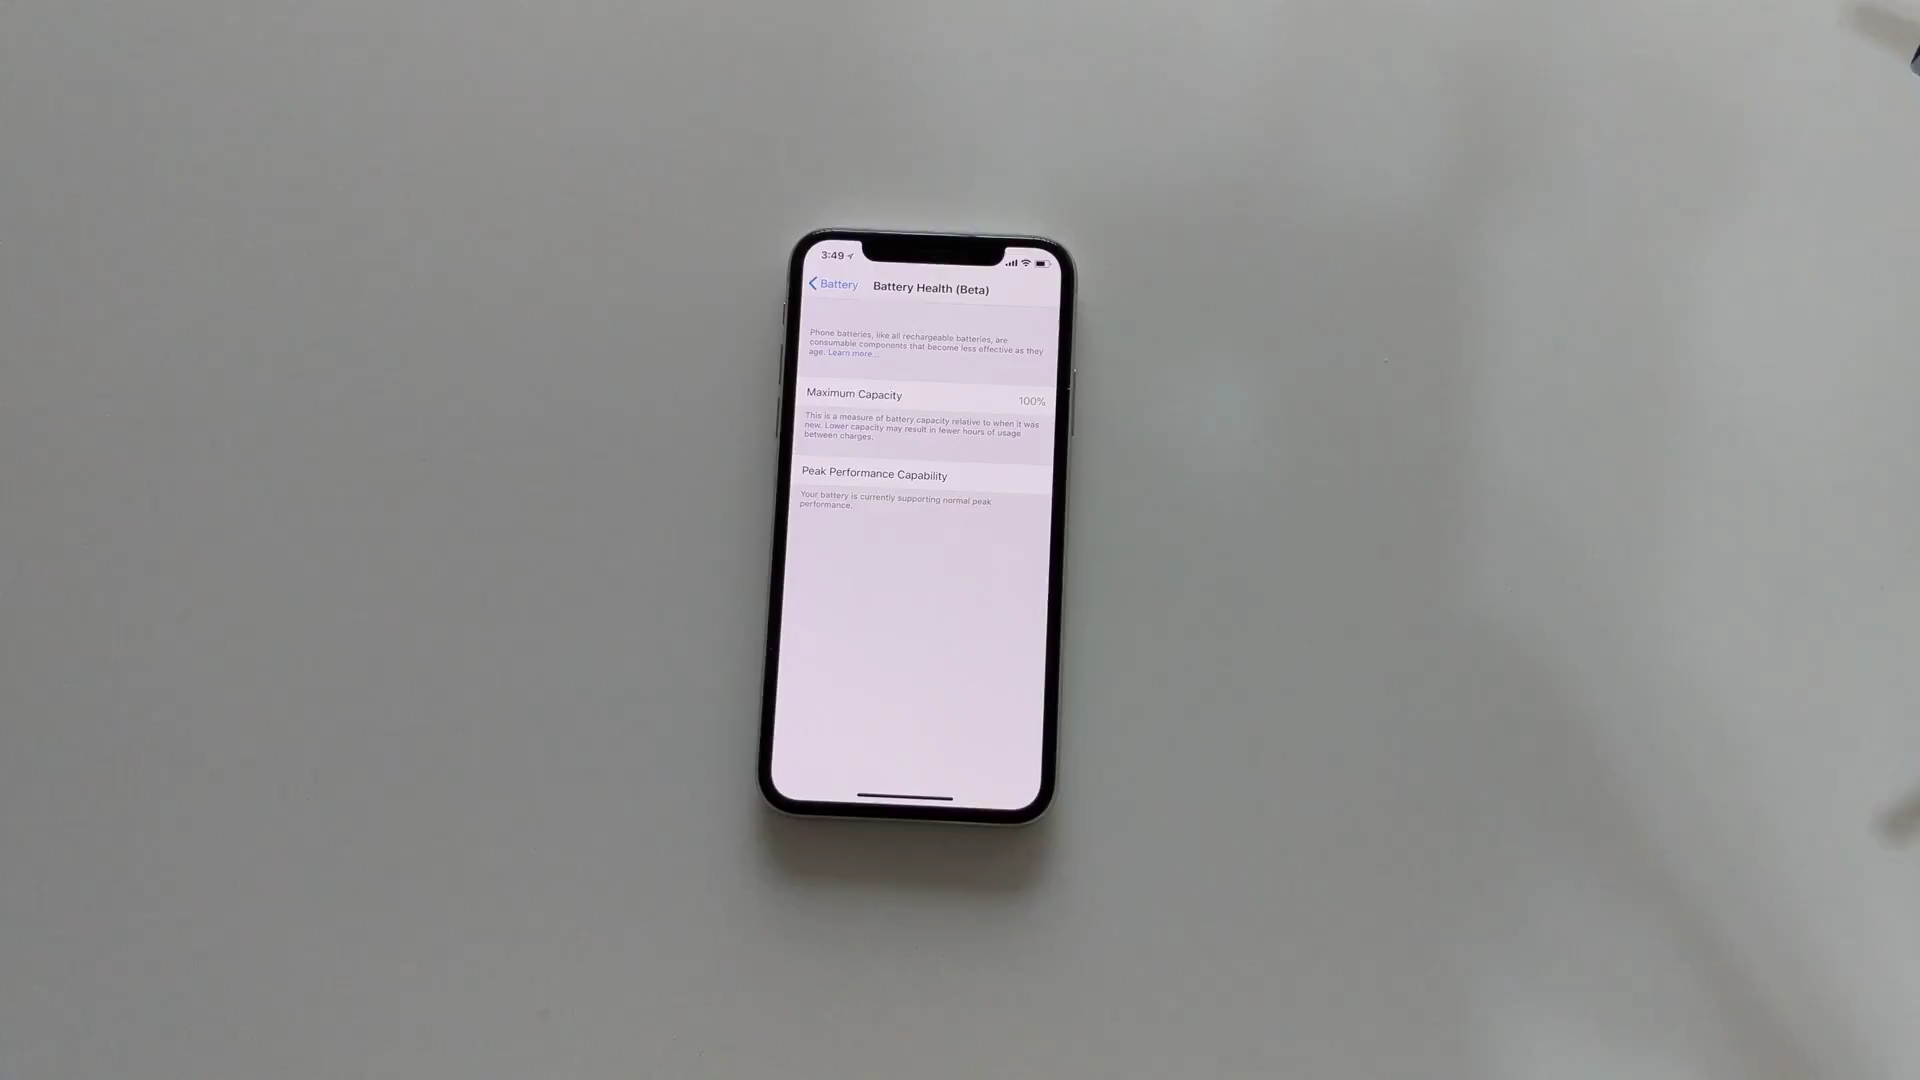 3:49
Battery
Battery Health (Beta)
Phone batteries, like all rechargeable batteries, are
consumable components that become less effective as they
age. Learn more...
Maximum Capacity 100%
This is a measure of battery capacity relative to when it was
new. Lower capacity may result in fewer hours of usage
between charges.
Peak Performance Capability
Your battery is currently supporting normal peak
performance.